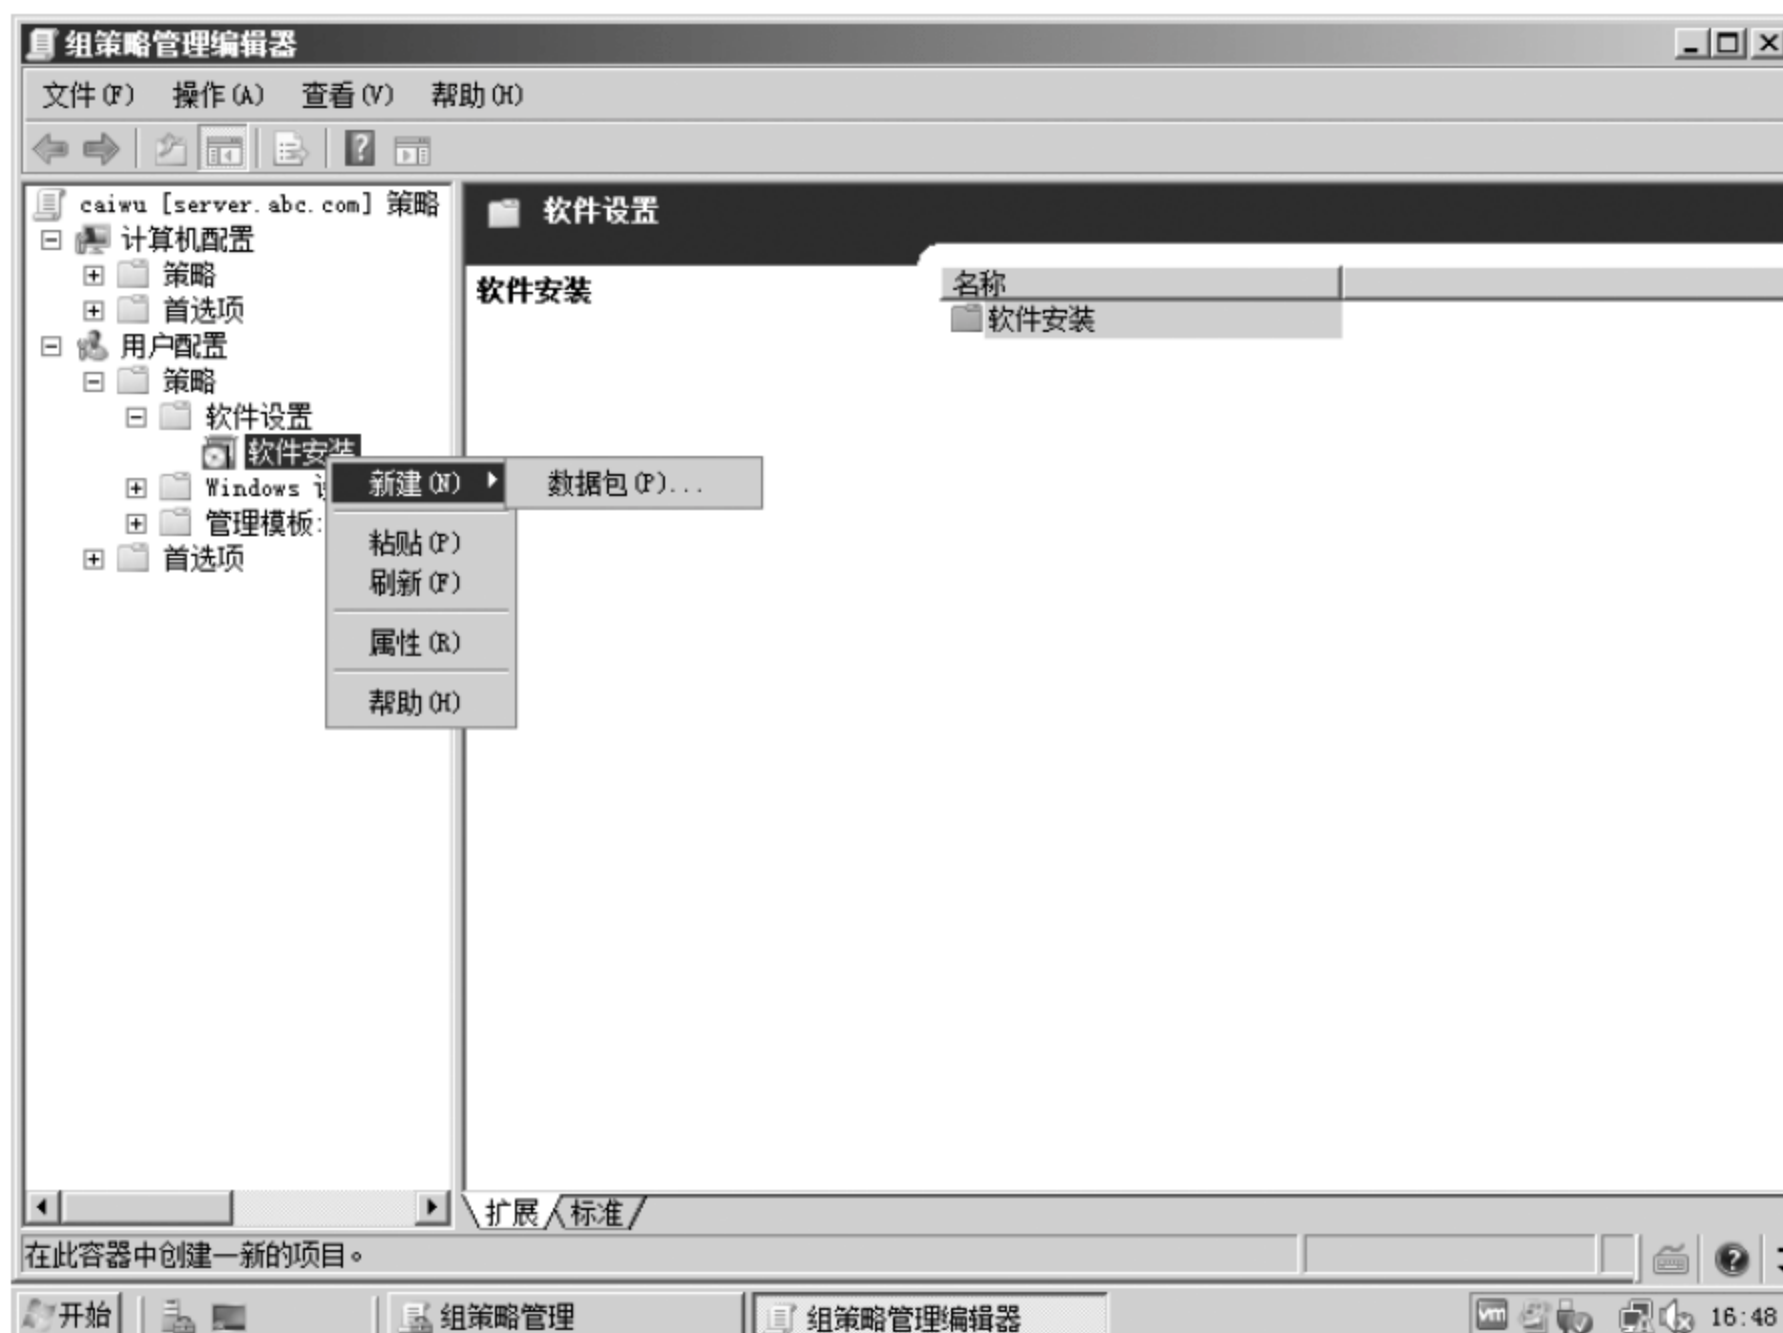 组策略管理编辑器
文件(F) 操作(A) 查看(V) 帮助(H)
caiwu [server.abc.com] 策略
计算机配置
策略
首选项
用户配置
策略
软件设置
软件安装
Windows
管理模板:
首选项
新建(N)
数据包(P)...
粘贴(P)
刷新(F)
属性(R)
帮助(H)
软件设置
软件安装
名称
软件安装
扩展 标准
在此容器中创建一新的项目。
开始 组策略管理 组策略管理编辑器 16:48